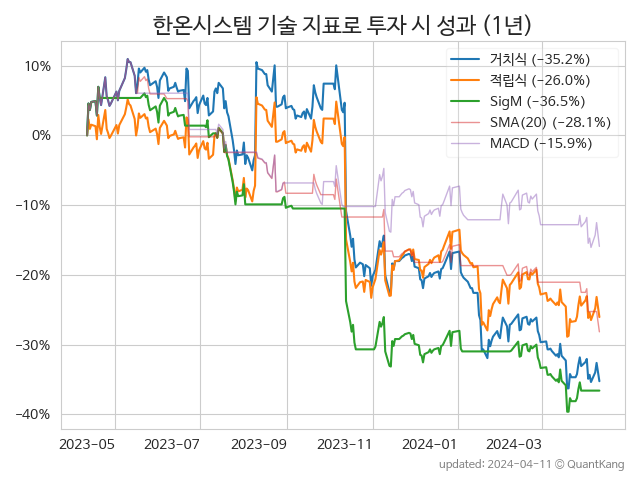 한온시스템 기술 지표로 투자 시 성과 (1년)
거치식 (−35.2%)
적립식 (−26.0%)
SigM (−36.5%)
SMA(20) (−28.1%)
MACD (−15.9%)
10%
0%
−10%
−20%
−30%
−40%
2023−05
2023−07
2023−09
2023−11
2024−01
2024−03
updated: 2024−04−11 © QuantKang